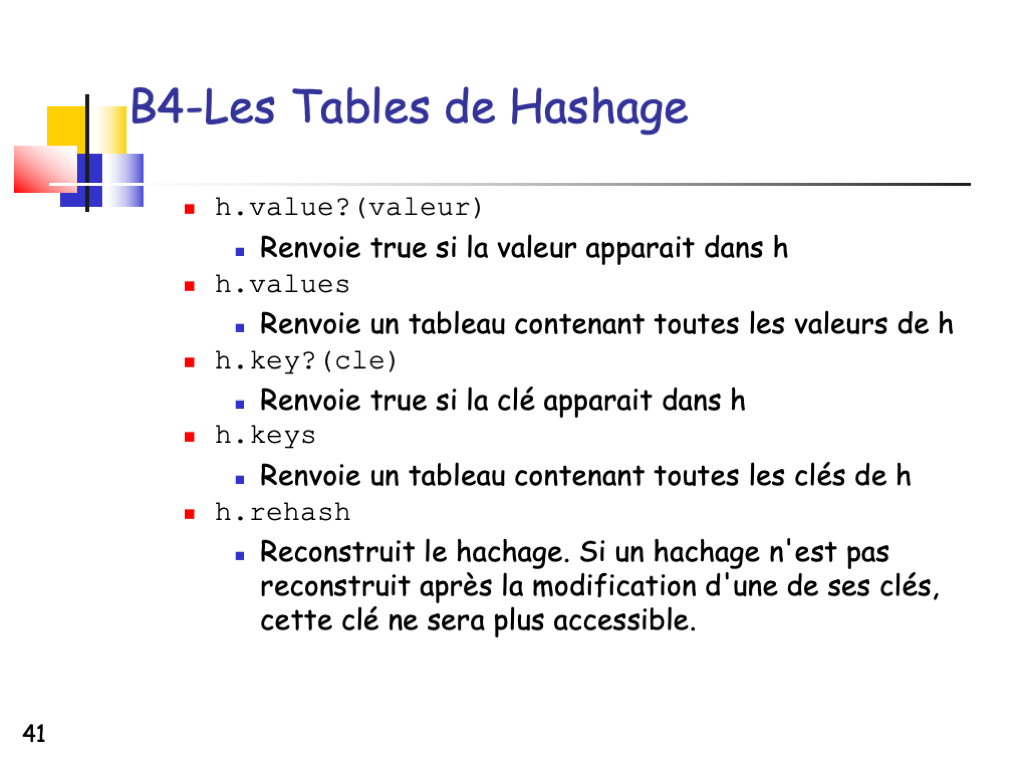 B4-Les Tables de Hashage
h.value?(valeur)
Renvoie true si la valeur apparait dans h
h.values
Renvoie un tableau contenant toutes les valeurs de h
h.key?(cle)
Renvoie true si la clé apparait dans h
h.keys
Renvoie un tableau contenant toutes les clés de h
h.rehash
Reconstruit le hachage. Si un hachage n'est pas
reconstruit après la modification d'une de ses clés,
cette clé ne sera plus accessible.
41